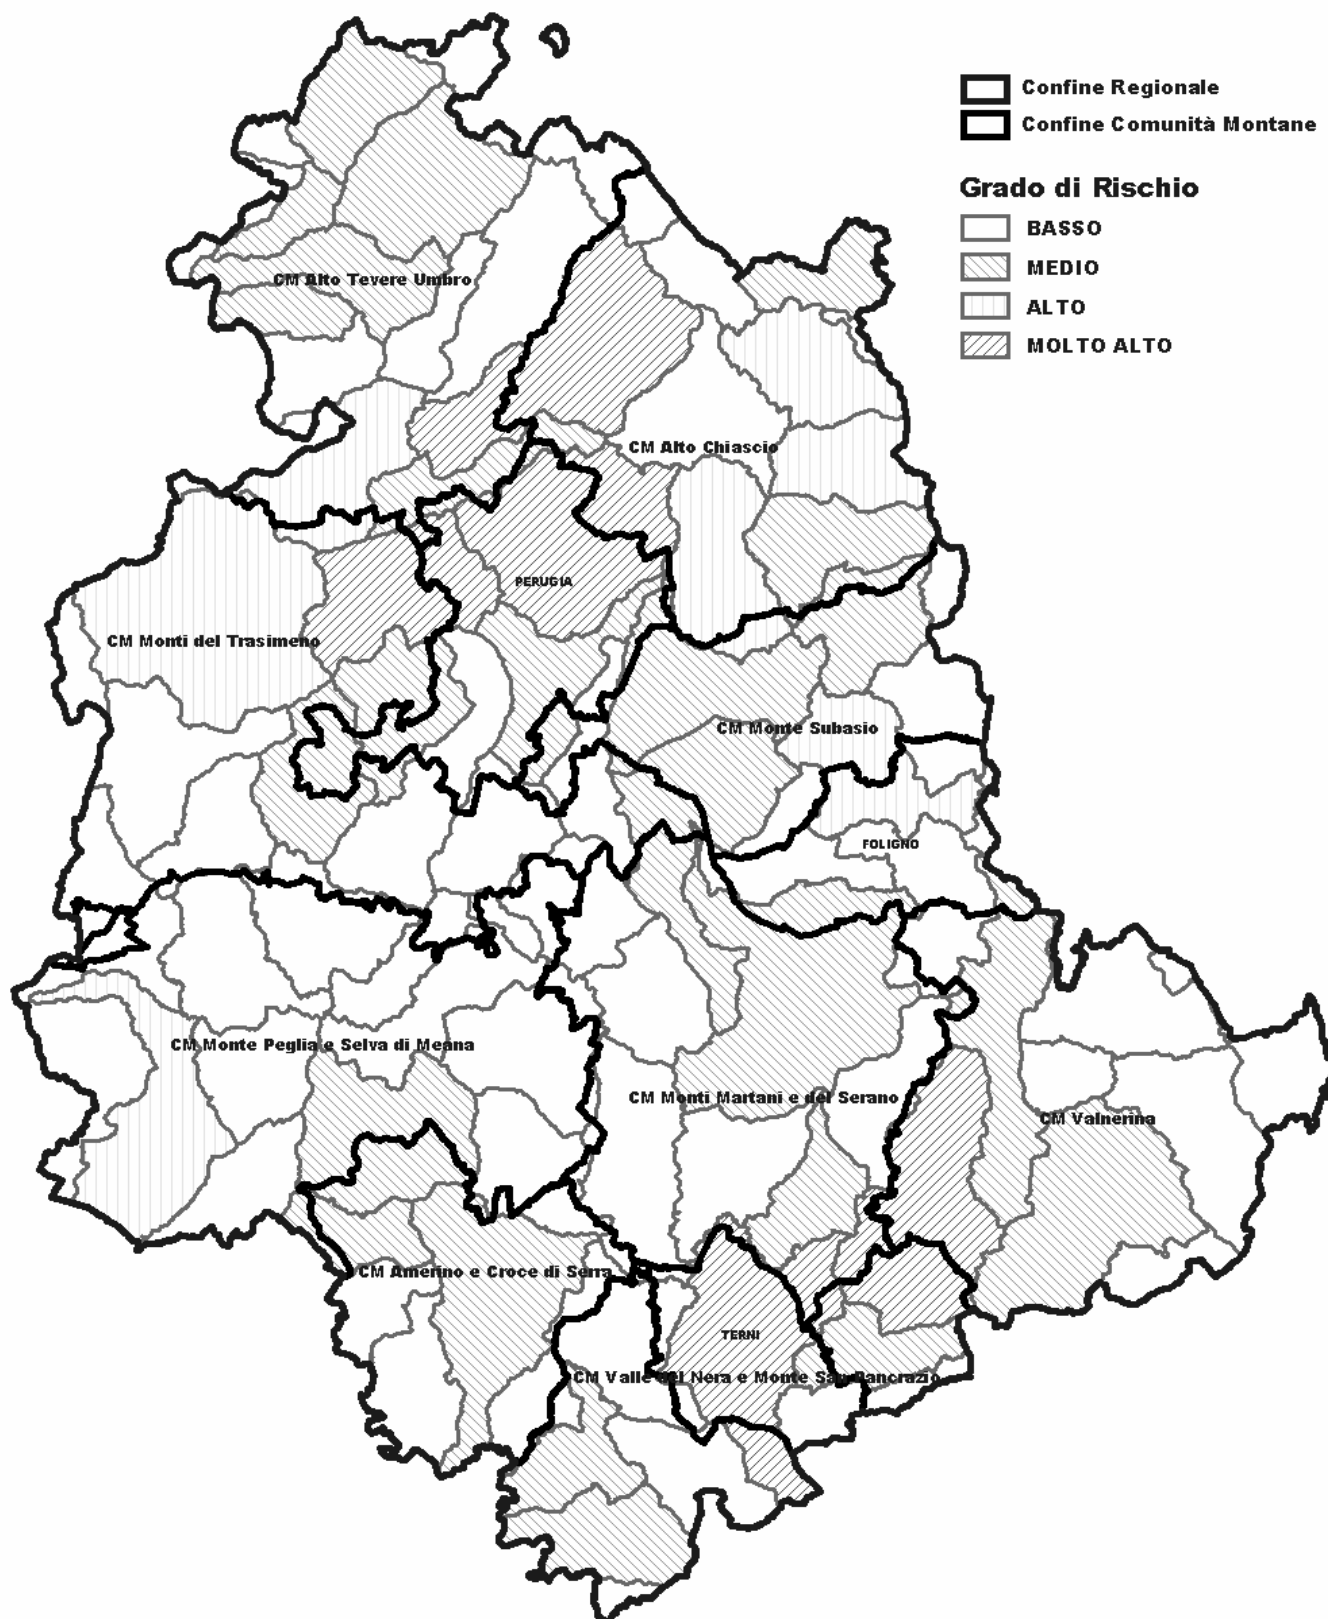 Confine Regionale
Confine Comunità Montane
Grado di Rischio
BASSO
MEDIO
ALTO
MOLTO ALTO
CM Alto Tevere Umbro
CM Alto Chiascio
PERUGIA
CM Monti del Trasimeno
CM Monte Subasio
FOLIGNO
CM Monte Peglia e Selva di Meana
CM Monti Martani e del Serano
CM Valnerina
CM Amerino e Croce di Serra
TERNI
CM Valle del Nera e Monte San Pancrazio